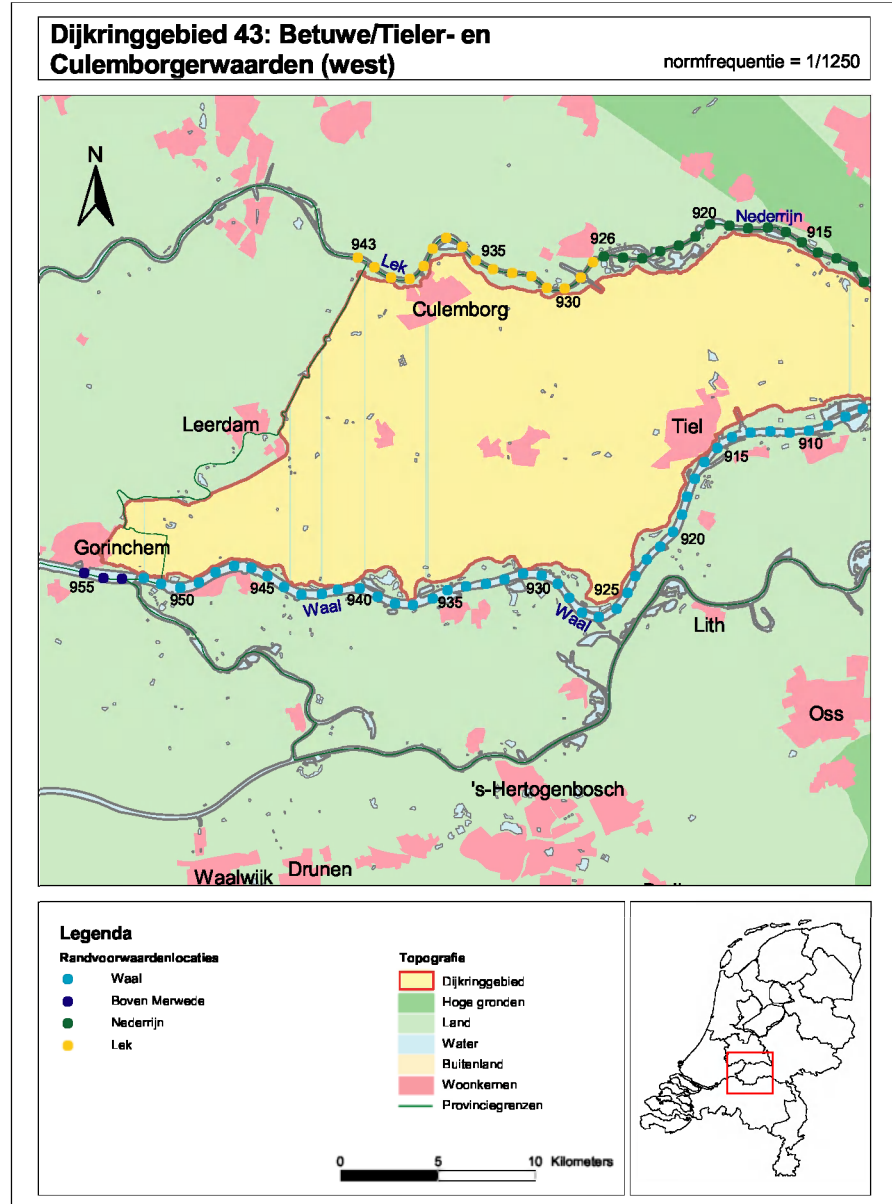 Dijkringgebied 43: Betuwe/Tieler- en
Culemborgerwaarden (west)
normfrequentie = 1/1250
N
920
Nederrijn
915
926
943
Lek
935
930
Culemborg
Leerdam
Tiel
915
910
920
Gorinchem
955
950
945
Waal
940
935
930
925
Waal
Lith
Oss
's-Hertogenbosch
Waalwijk
Drunen
Legenda
Randvoorwaardenlocaties
Waal
Boven Merwede
Nederrijn
Lek
Topografie
Dijkringgebied
Hoge gronden
Land
Water
Buitenland
Woonkernen
Provinciegrenzen
0 5 10 Kilometers